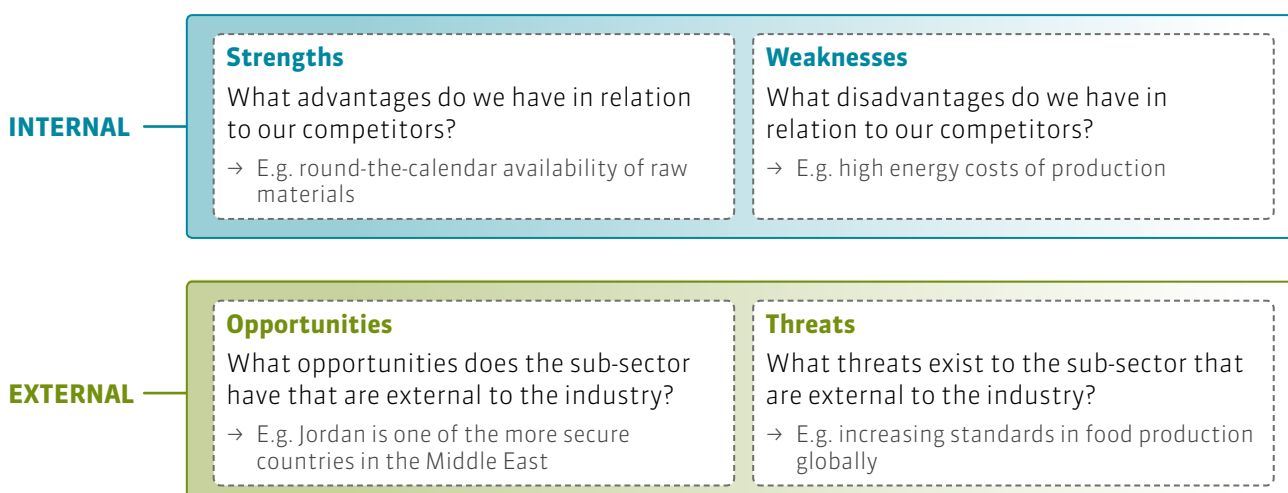 INTERNAL
Strengths
What advantages do we have in relation
to our competitors?
→ E.g. round-the-calendar availability of raw
materials
Weaknesses
What disadvantages do we have in
relation to our competitors?
→ E.g. high energy costs of production
EXTERNAL
Opportunities
What opportunities does the sub-sector
have that are external to the industry?
→ E.g. Jordan is one of the more secure
countries in the Middle East
Threats
What threats exist to the sub-sector that
are external to the industry?
→ E.g. increasing standards in food production
globally